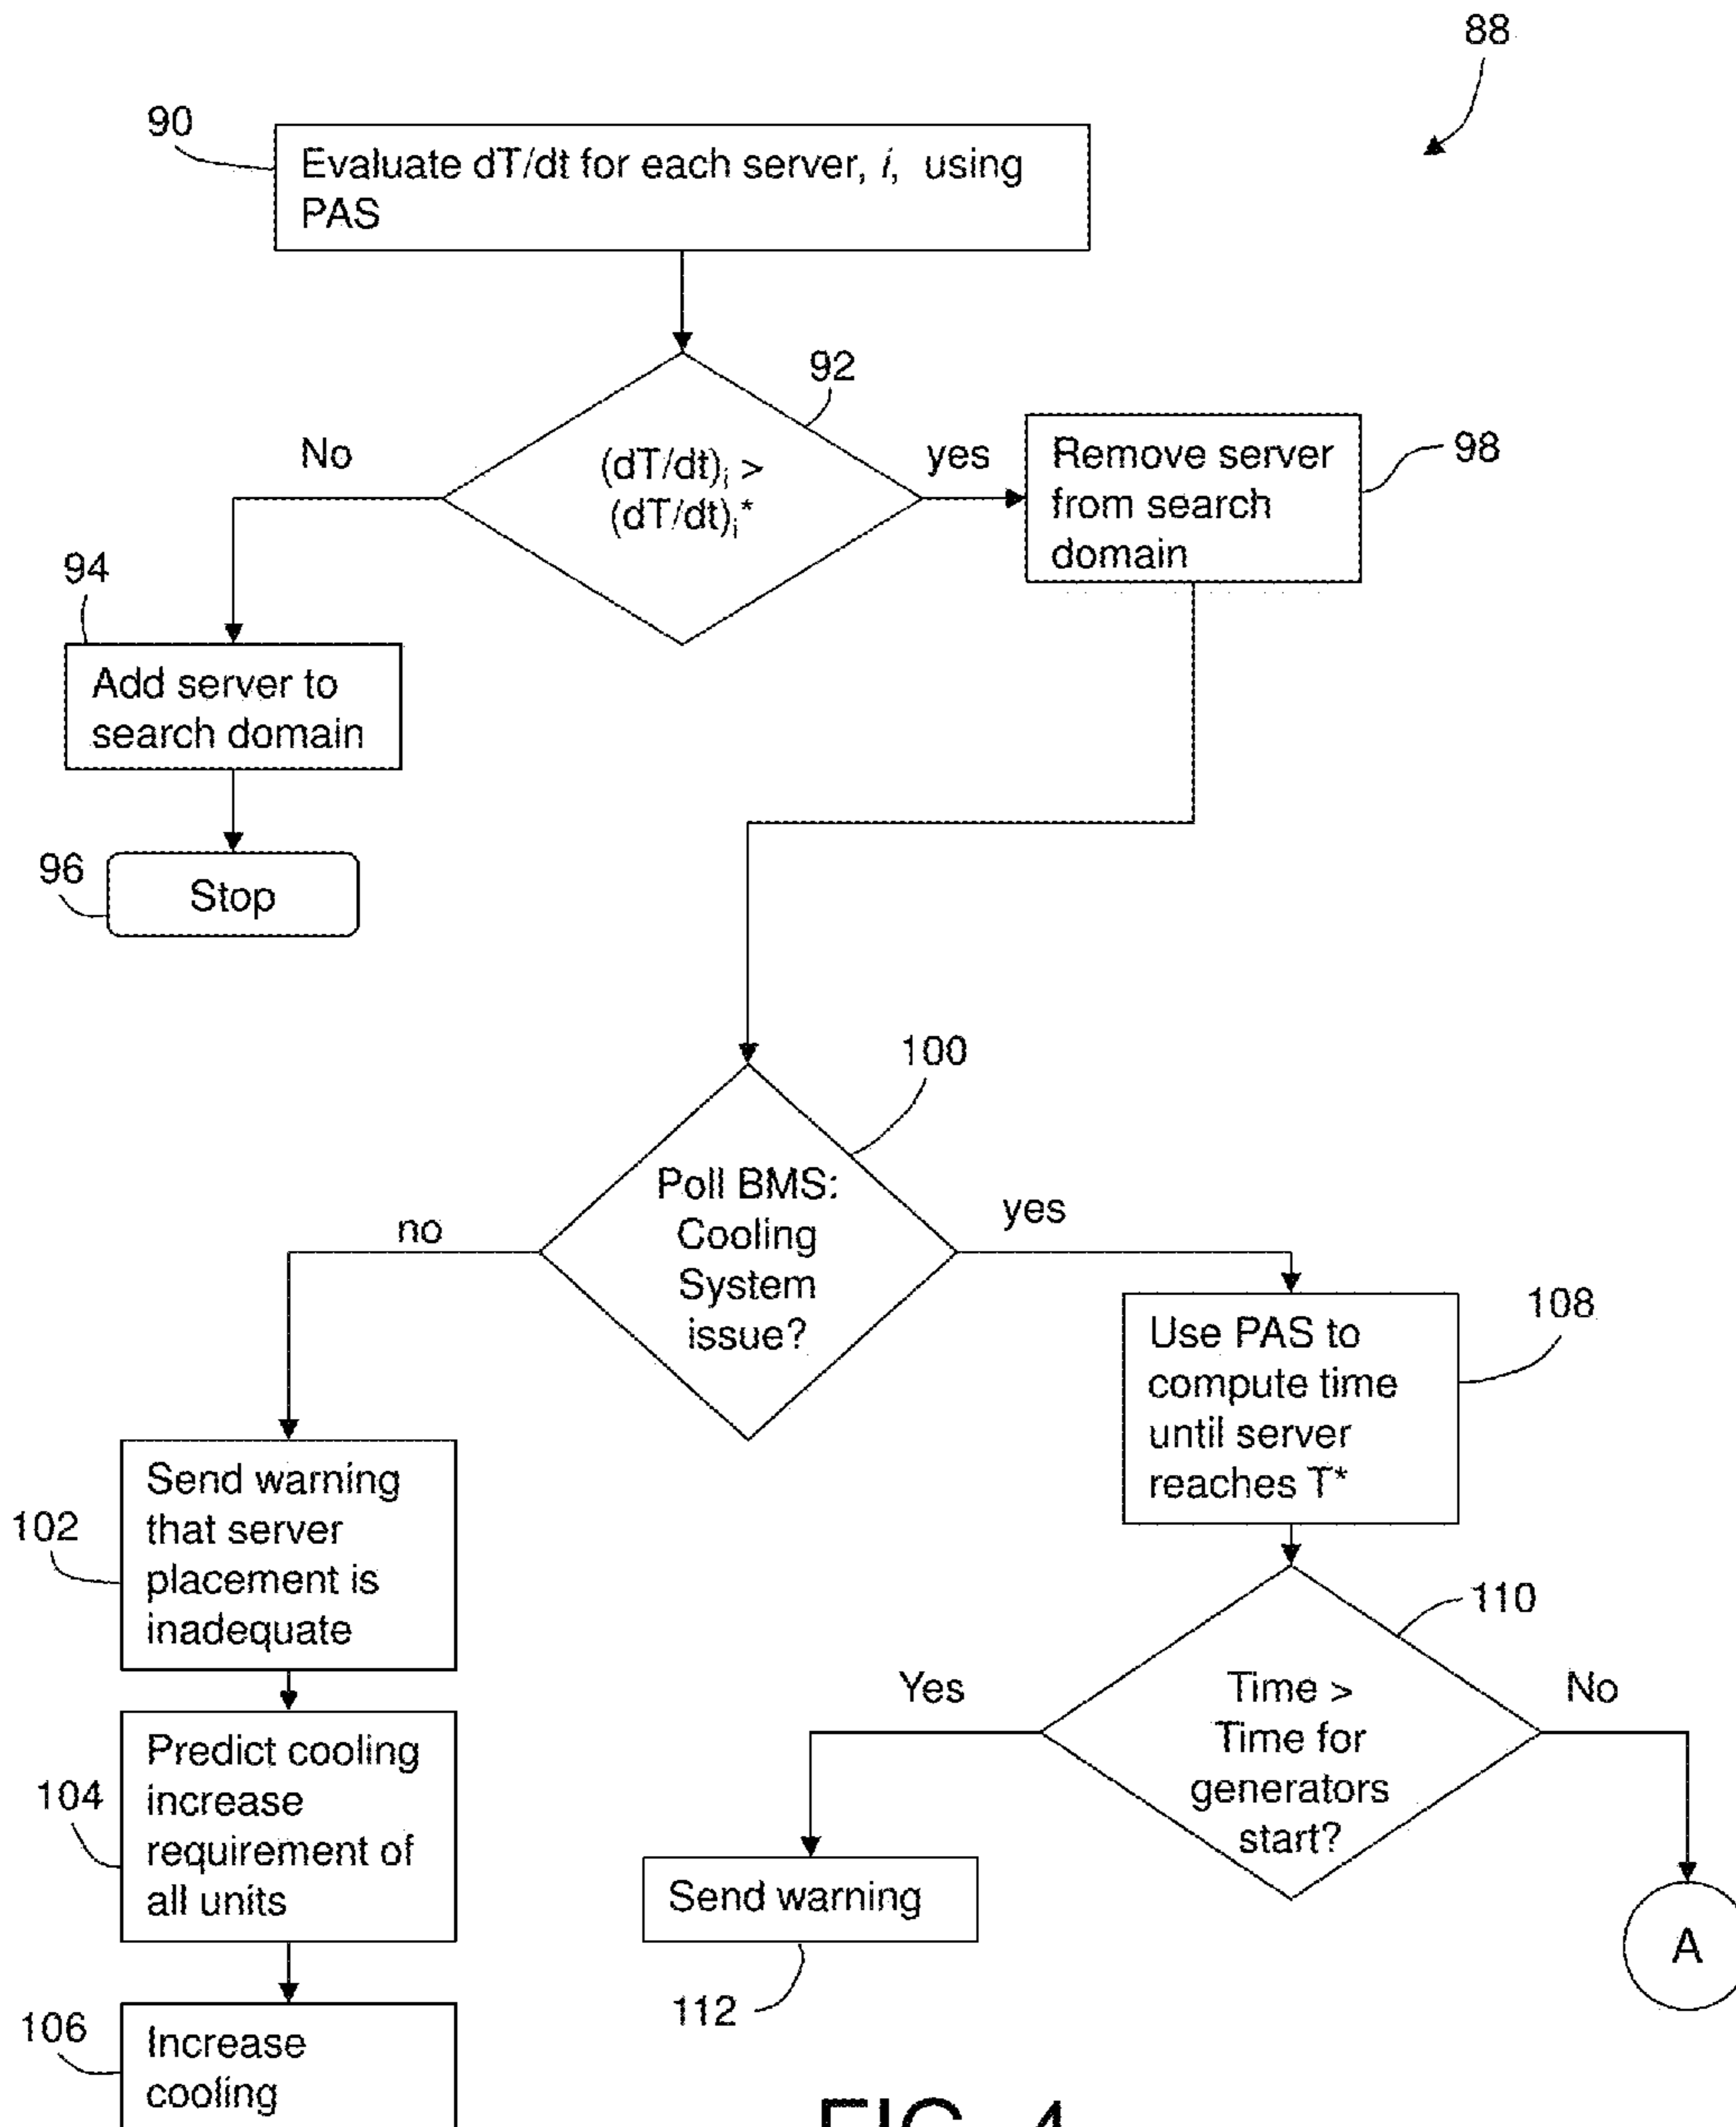 88
90
Evaluate dT/dt for each server, i, using
PAS
92
No
(dT/dt)i >
(dT/dt)i*
yes
Remove server
from search
domain
98
94
Add server to
search domain
96
Stop
100
Poll BMS:
Cooling
System
issue?
no
yes
108
Use PAS to
compute time
until server
reaches T*
102
Send warning
that server
placement is
inadequate
110
Yes
Time >
Time for
generators
start?
No
104
Predict cooling
increase
requirement of
all units
Send warning
112
A
106
Increase
cooling
FIG. 4